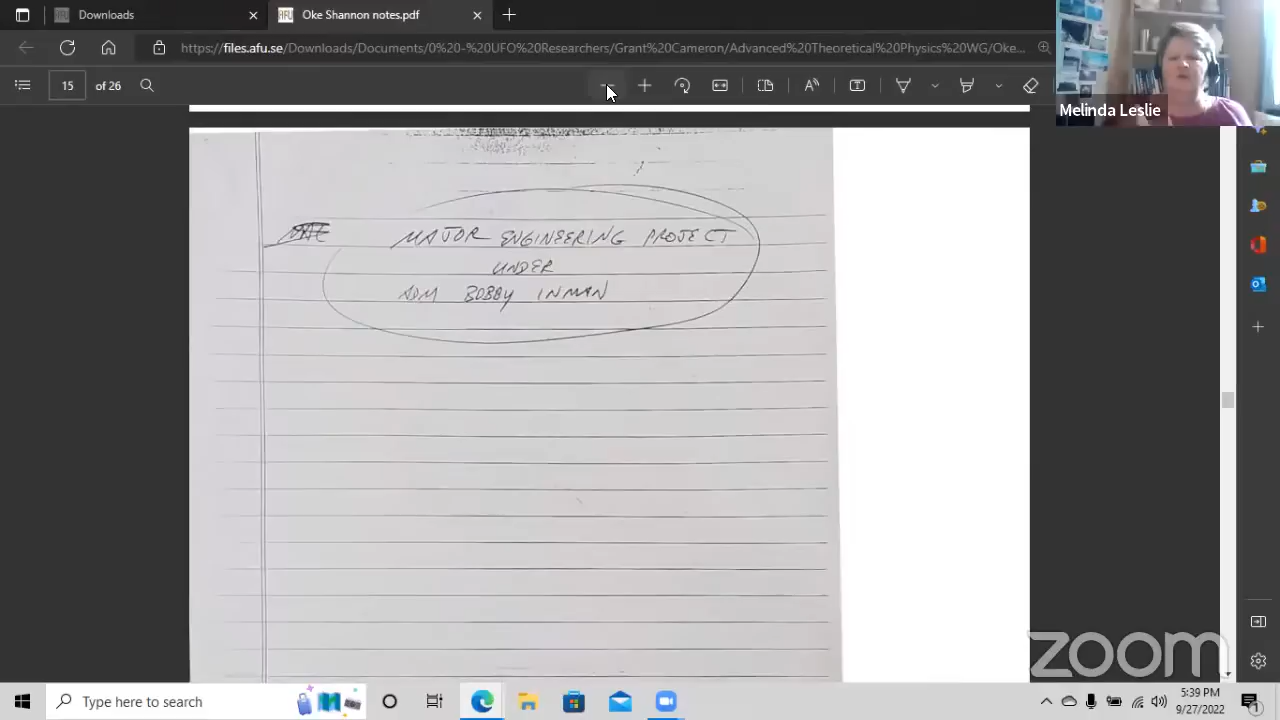 Downloads
Oke Shannon notes.pdf
https://files.afu.se/Downloads/Documents/0%20-%20UFO%20Researchers/Grant%20Cameron/Advanced%20Theoretical%20Physics%20WG/Oke...
15 of 26
Melinda Leslie
MAJOR ENGINEERING PROJECT
UNDER
ADM BOBBY INMAN
zoom
Type here to search
5:39 PM
9/27/2022